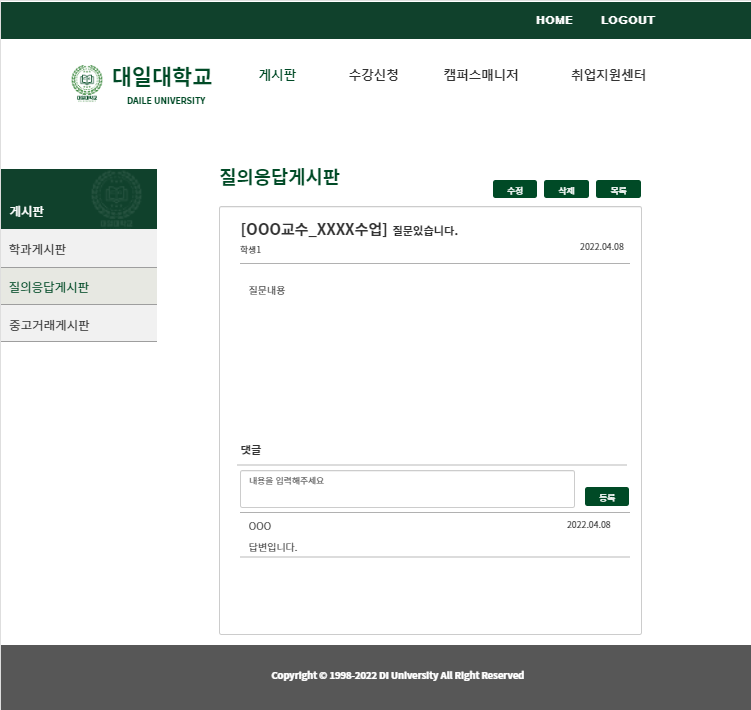 HOME LOGOUT
대일대학교
DAILE UNIVERSITY
게시판 수강신청 캠퍼스매니저 취업지원센터
게시판
학과게시판
질의응답게시판
중고거래게시판
질의응답게시판
수정 삭제 목록
[OOO교수_XXXX수업] 질문있습니다.
학생1 2022.04.08
질문내용
댓글
내용을 입력해주세요
등록
OOO 2022.04.08
답변입니다.
Copyright © 1998-2022 DI University All Right Reserved